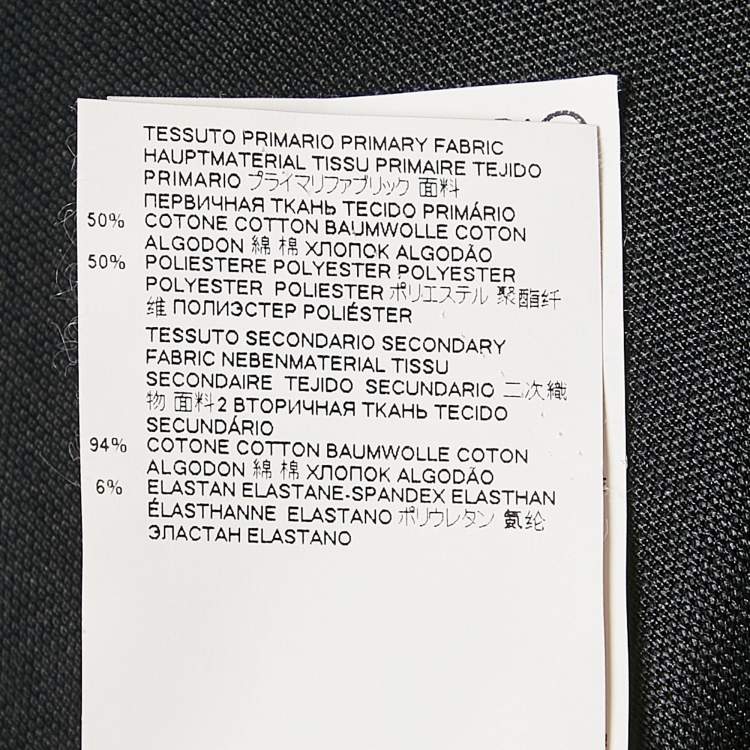 TESSUTO PRIMARIO PRIMARY FABRIC
HAUPTMATERIAL TISSU PRIMAIRE TEJIDO
PRIMARIO プライマリファブリック 面料
ПЕРВИЧНАЯ ТКАНЬ TECIDO PRIMÁRIO
50% COTONE COTTON BAUMWOLLE COTON
ALGODON 綿 棉 ХЛОПОК ALGODÃO
50% POLIESTERE POLYESTER POLYESTER
POLYESTER POLIESTER ポリエステル 聚酯纤
维 ПОЛИЭСТЕР POLIÉSTER
TESSUTO SECONDARIO SECONDARY
FABRIC NEBENMATERIAL TISSU
SECONDAIRE TEJIDO SECUNDARIO 二次織
物 面料2 ВТОРИЧНАЯ ТКАНЬ TECIDO
SECUNDÁRIO
94% COTONE COTTON BAUMWOLLE COTON
ALGODON 綿 棉 ХЛОПОК ALGODÃO
6% ELASTAN ELASTANE-SPANDEX ELASTHAN
ÉLASTHANNE ELASTANO ポリウレタン 氨纶
ЭЛАСТАН ELASTANO